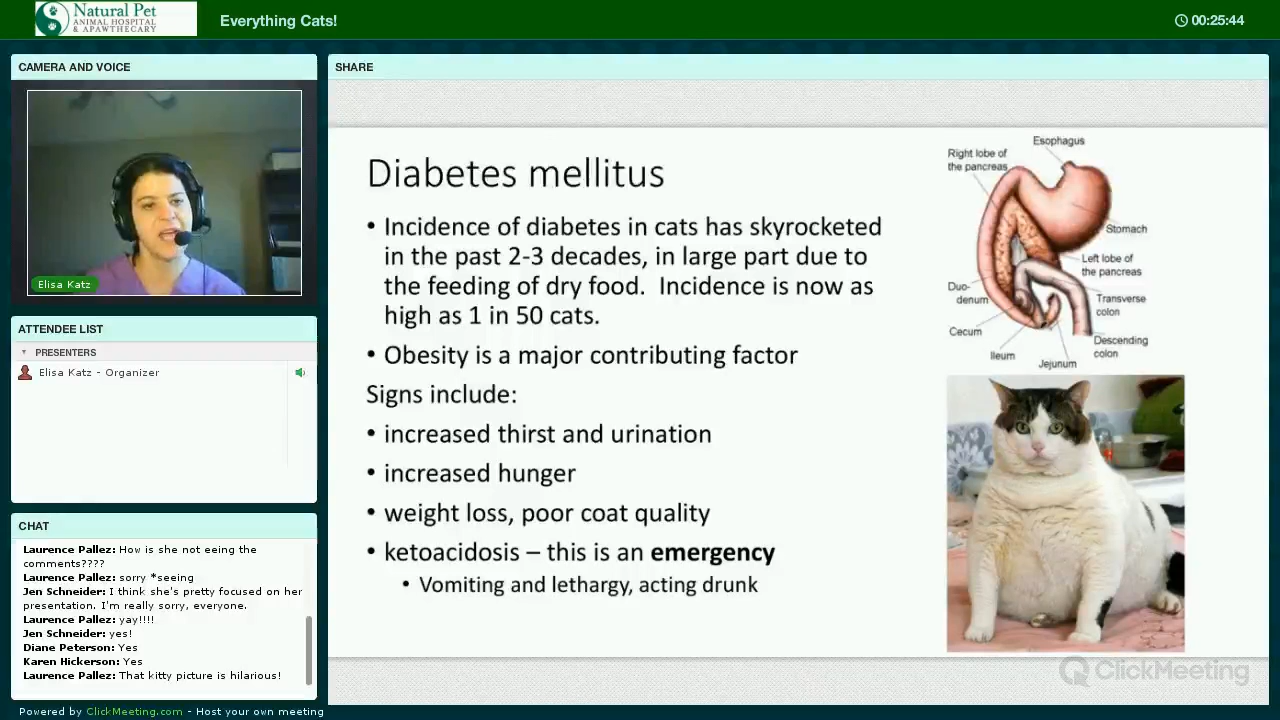 Natural Pet
ANIMAL HOSPITAL
& APAWTHECARY
Everything Cats!
00:25:44
CAMERA AND VOICE
Elisa Katz
ATTENDEE LIST
PRESENTERS
Elisa Katz - Organizer
CHAT
Laurence Pallez: How is she not eeing the
comments????
Laurence Pallez: sorry *seeing
Jen Schneider: I think she's pretty focused on her
presentation. I'm really sorry, everyone.
Laurence Pallez: yay!!!!
Jen Schneider: yes!
Diane Peterson: Yes
Karen Hickerson: Yes
Laurence Pallez: That kitty picture is hilarious!
SHARE
Diabetes mellitus
• Incidence of diabetes in cats has skyrocketed
in the past 2-3 decades, in large part due to
the feeding of dry food.  Incidence is now as
high as 1 in 50 cats.
• Obesity is a major contributing factor
Signs include:
• increased thirst and urination
• increased hunger
• weight loss, poor coat quality
• ketoacidosis – this is an emergency
• Vomiting and lethargy, acting drunk
Esophagus
Right lobe of
the pancreas
Stomach
Left lobe of
the pancreas
Duo-
denum
Transverse
colon
Cecum
Descending
colon
Ileum
Jejunum
ClickMeeting
Powered by ClickMeeting.com - Host your own meeting